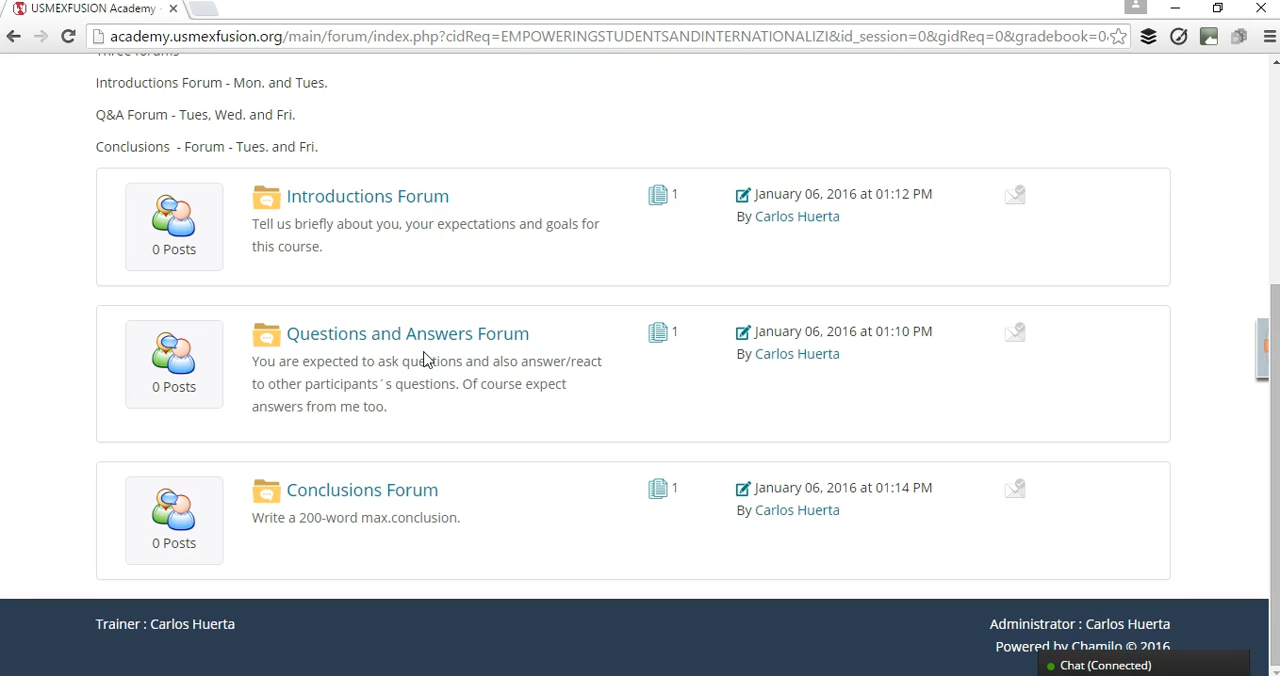 USMEXFUSION Academy
academy.usmexfusion.org/main/forum/index.php?cidReq=EMPOWERINGSTUDENTSANDINTERNATIONALIZI&id_session=0&gidReq=0&gradebook=0
Three forums
Introductions Forum - Mon. and Tues.
Q&A Forum - Tues, Wed. and Fri.
Conclusions - Forum - Tues. and Fri.
0 Posts
Introductions Forum
Tell us briefly about you, your expectations and goals for
this course.
1
January 06, 2016 at 01:12 PM
By Carlos Huerta
0 Posts
Questions and Answers Forum
You are expected to ask questions and also answer/react
to other participants´s questions. Of course expect
answers from me too.
1
January 06, 2016 at 01:10 PM
By Carlos Huerta
0 Posts
Conclusions Forum
Write a 200-word max.conclusion.
1
January 06, 2016 at 01:14 PM
By Carlos Huerta
Trainer : Carlos Huerta
Administrator : Carlos Huerta
Powered by Chamilo © 2016
Chat (Connected)